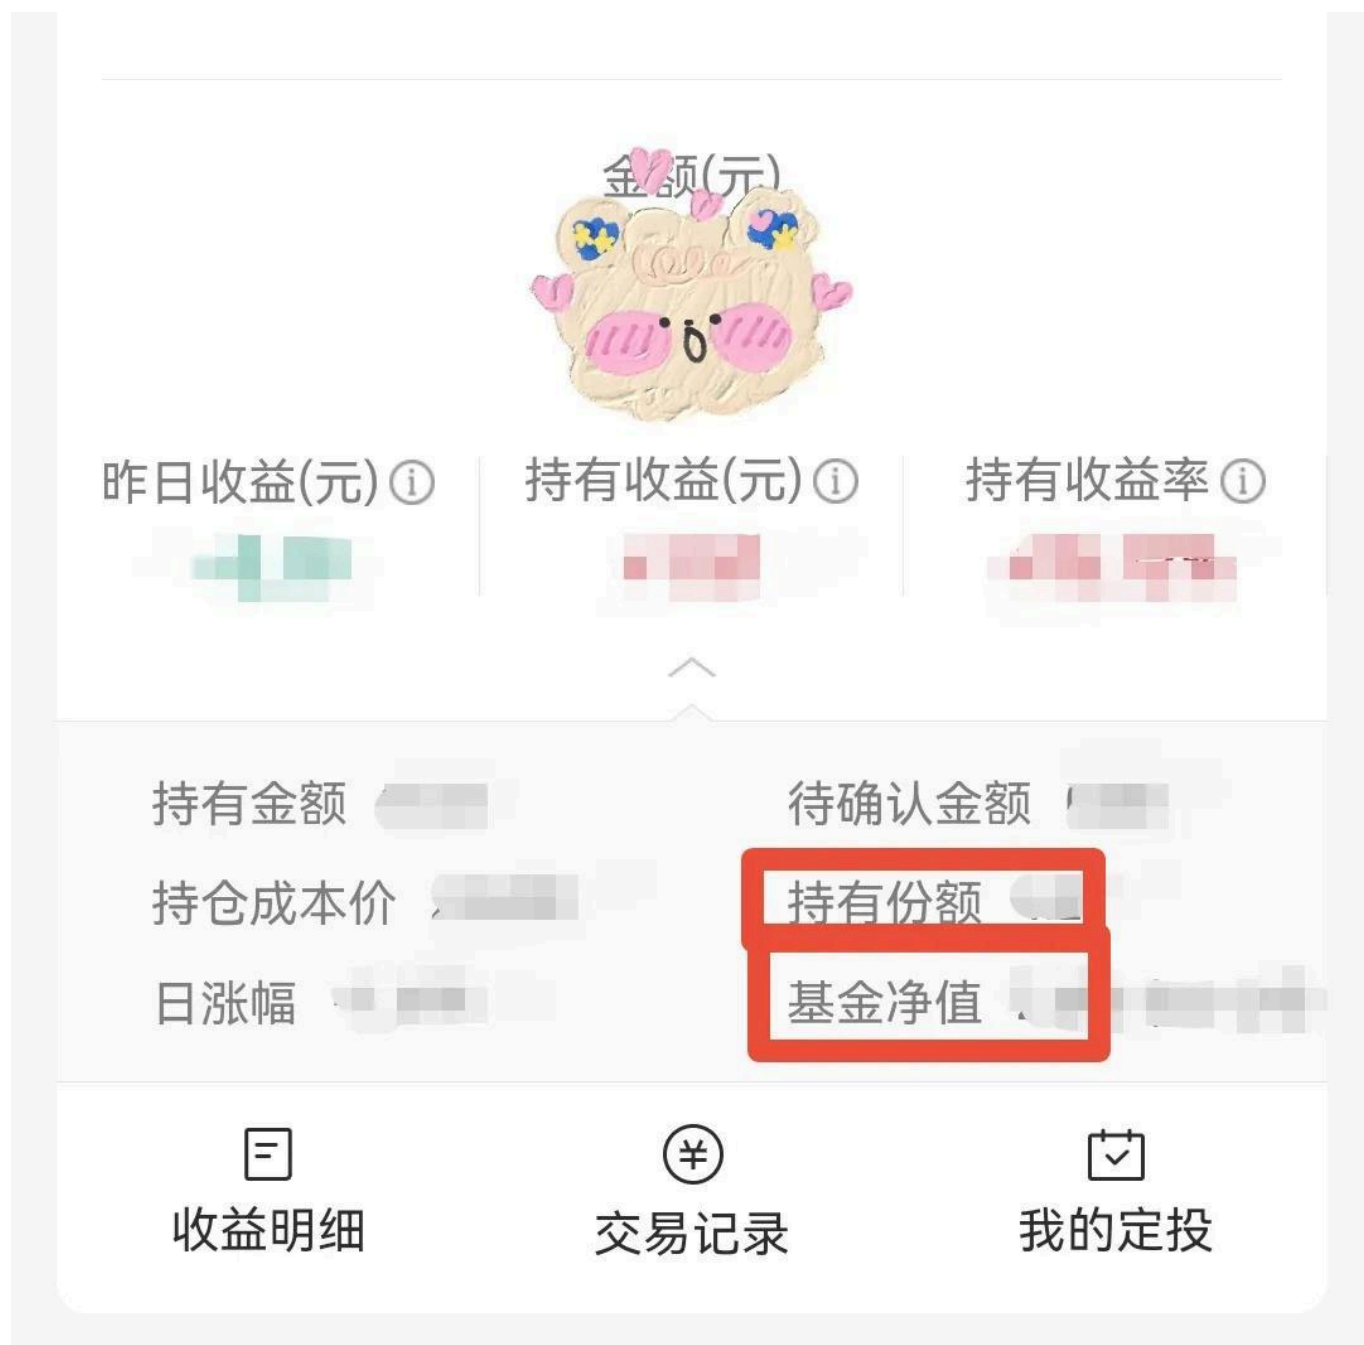 金额(元)
昨日收益(元) 持有收益(元) 持有收益率
持有金额 待确认金额
持仓成本价 持有份额
日涨幅 基金净值
收益明细 交易记录 我的定投